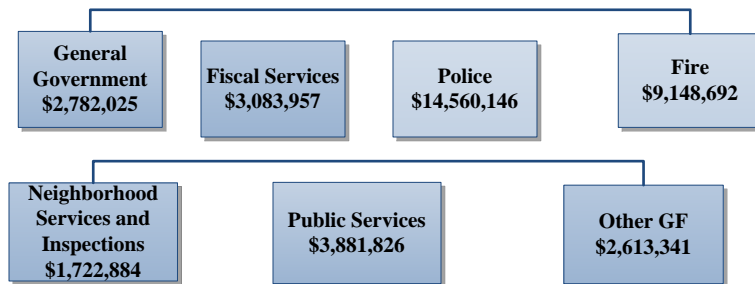 General
Government
$2,782,025
Fiscal Services
$3,083,957
Police
$14,560,146
Fire
$9,148,692
Neighborhood
Services and
Inspections
$1,722,884
Public Services
$3,881,826
Other GF
$2,613,341